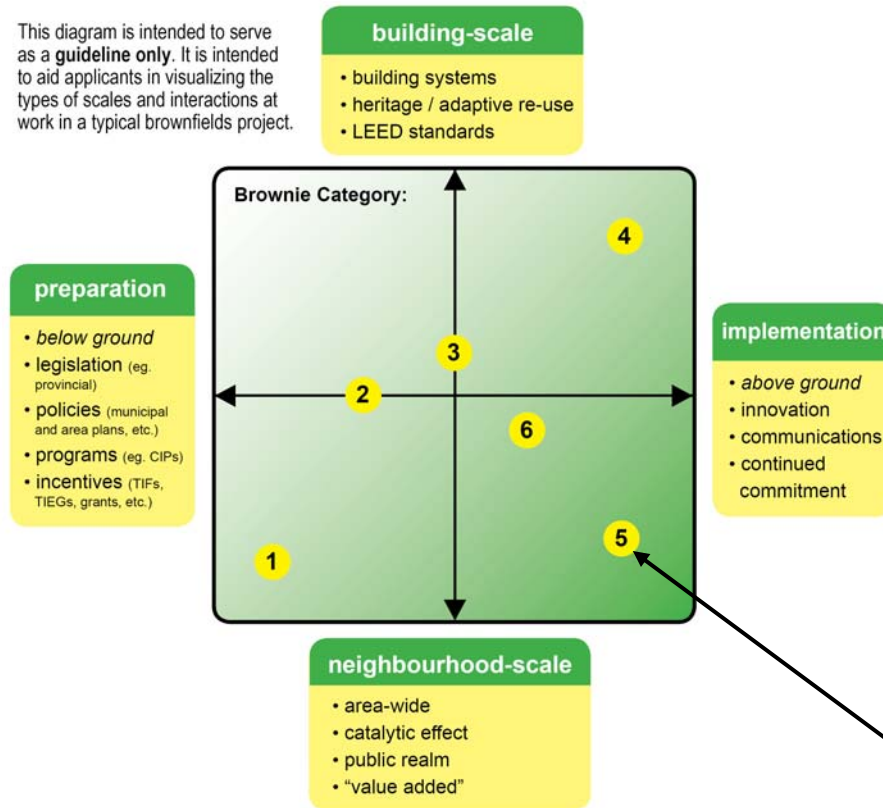 This diagram is intended to serve
as a guideline only. It is intended
to aid applicants in visualizing the
types of scales and interactions at
work in a typical brownfields project.
building-scale
• building systems
• heritage / adaptive re-use
• LEED standards
Brownie Category:
4
preparation
• below ground
• legislation (eg.
provincial)
• policies (municipal
and area plans, etc.)
• programs (eg. CIPs)
• incentives (TIFs,
TIEGs, grants, etc.)
3
2
6
implementation
• above ground
• innovation
• communications
• continued
commitment
5
1
neighbourhood-scale
• area-wide
• catalytic effect
• public realm
• “value added”